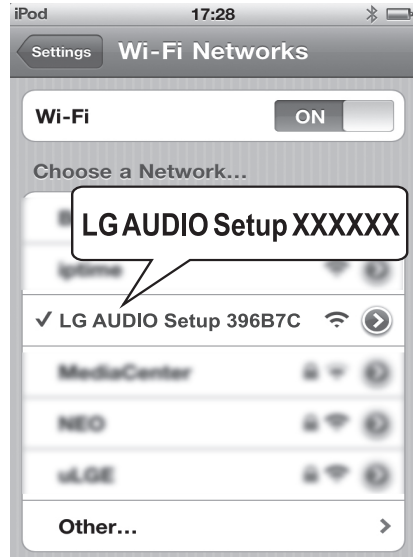 iPod 17:28
Settings Wi-Fi Networks
Wi-Fi ON
Choose a Network...
LG AUDIO Setup XXXXXX
iptime
✓ LG AUDIO Setup 396B7C
MediaCenter
NEO
uLGE
Other...